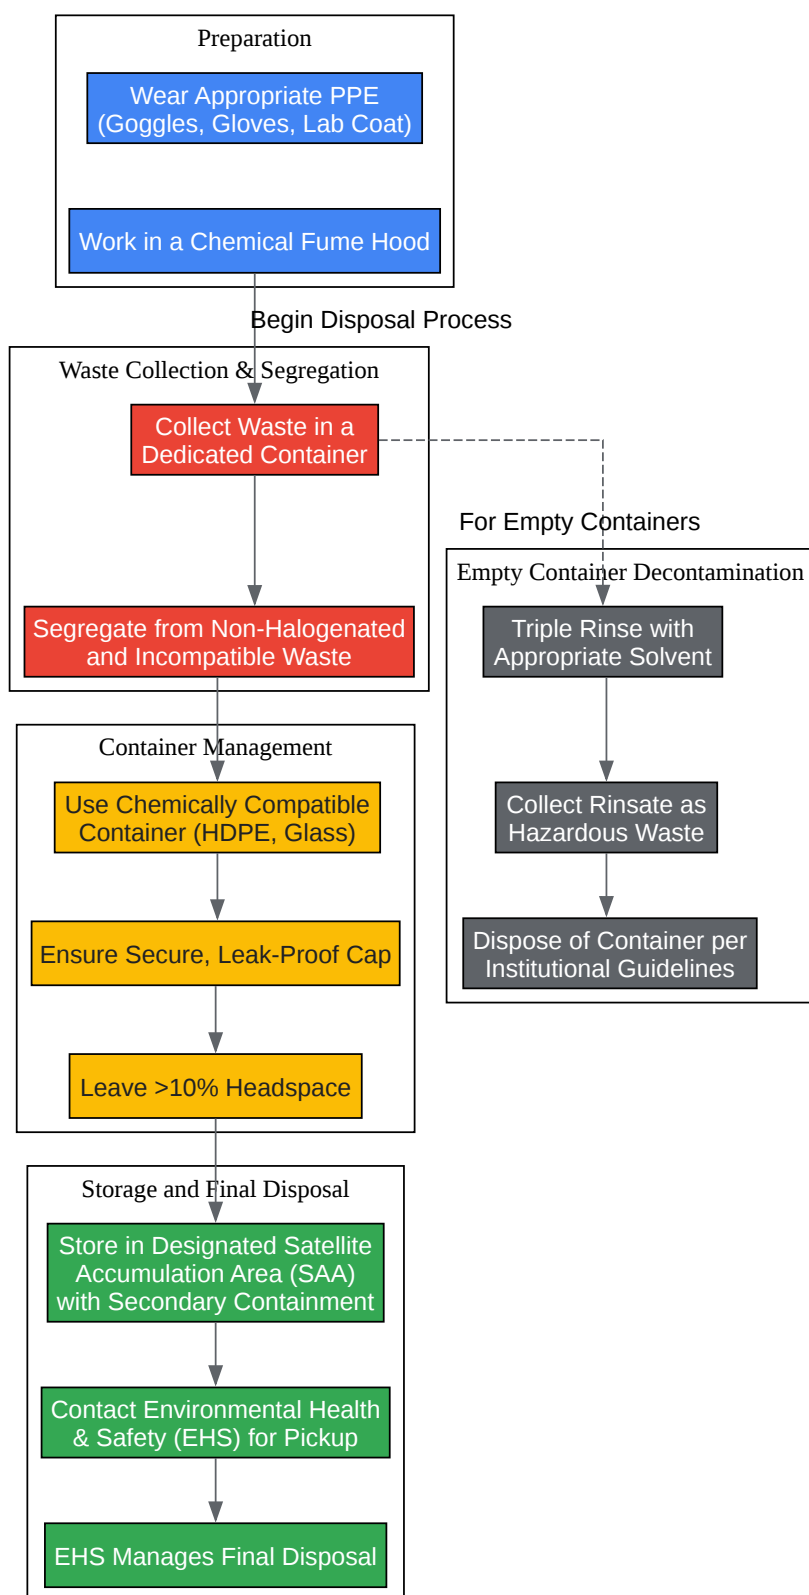 Preparation
Wear Appropriate PPE
(Goggles, Gloves, Lab Coat)
Work in a Chemical Fume Hood
Begin Disposal Process
Waste Collection & Segregation
Collect Waste in a
Dedicated Container
Segregate from Non-Halogenated
and Incompatible Waste
For Empty Containers
Empty Container Decontamination
Triple Rinse with
Appropriate Solvent
Collect Rinsate as
Hazardous Waste
Dispose of Container per
Institutional Guidelines
Container Management
Use Chemically Compatible
Container (HDPE, Glass)
Ensure Secure, Leak-Proof Cap
Leave >10% Headspace
Storage and Final Disposal
Store in Designated Satellite
Accumulation Area (SAA)
with Secondary Containment
Contact Environmental Health
& Safety (EHS) for Pickup
EHS Manages Final Disposal